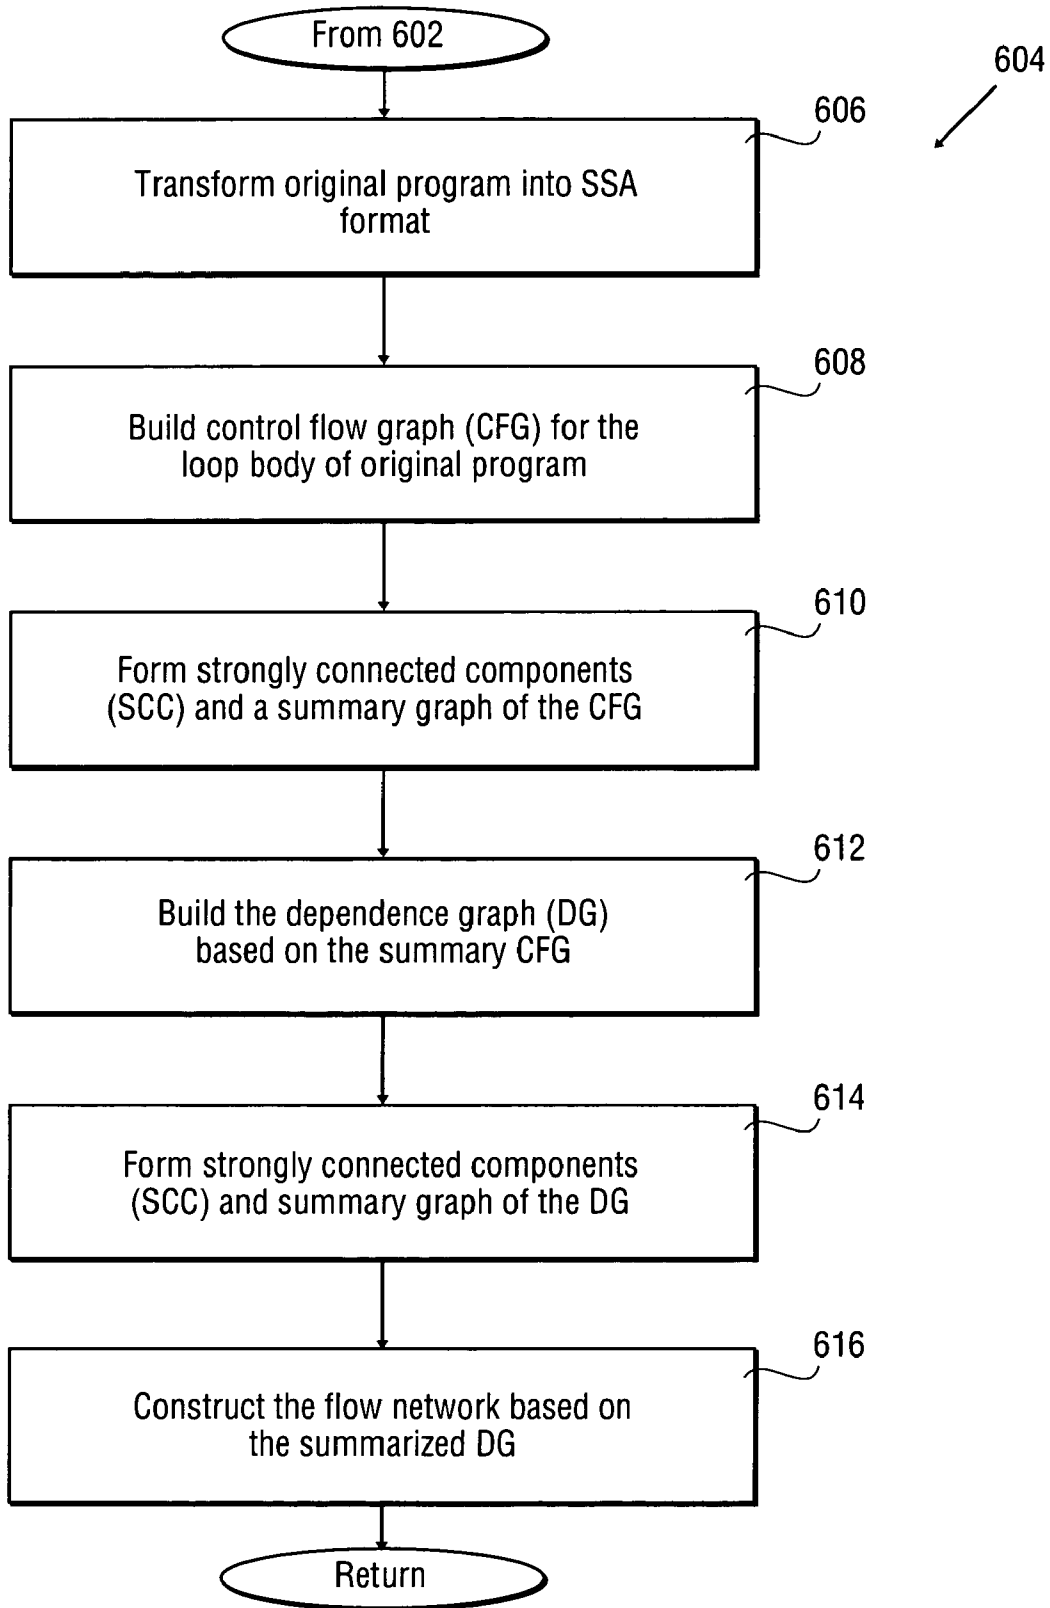 From 602
604
606
Transform original program into SSA
format
608
Build control flow graph (CFG) for the
loop body of original program
610
Form strongly connected components
(SCC) and a summary graph of the CFG
612
Build the dependence graph (DG)
based on the summary CFG
614
Form strongly connected components
(SCC) and summary graph of the DG
616
Construct the flow network based on
the summarized DG
Return